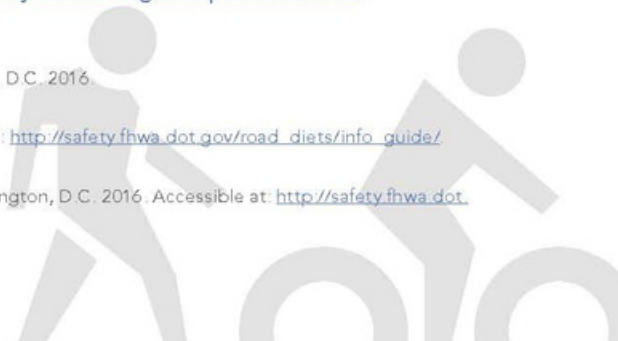 D.C. 2016.
: http://safety.fhwa.dot.gov/road_diets/info_guide/
ngton, D.C. 2016. Accessible at: http://safety.fhwa.dot.